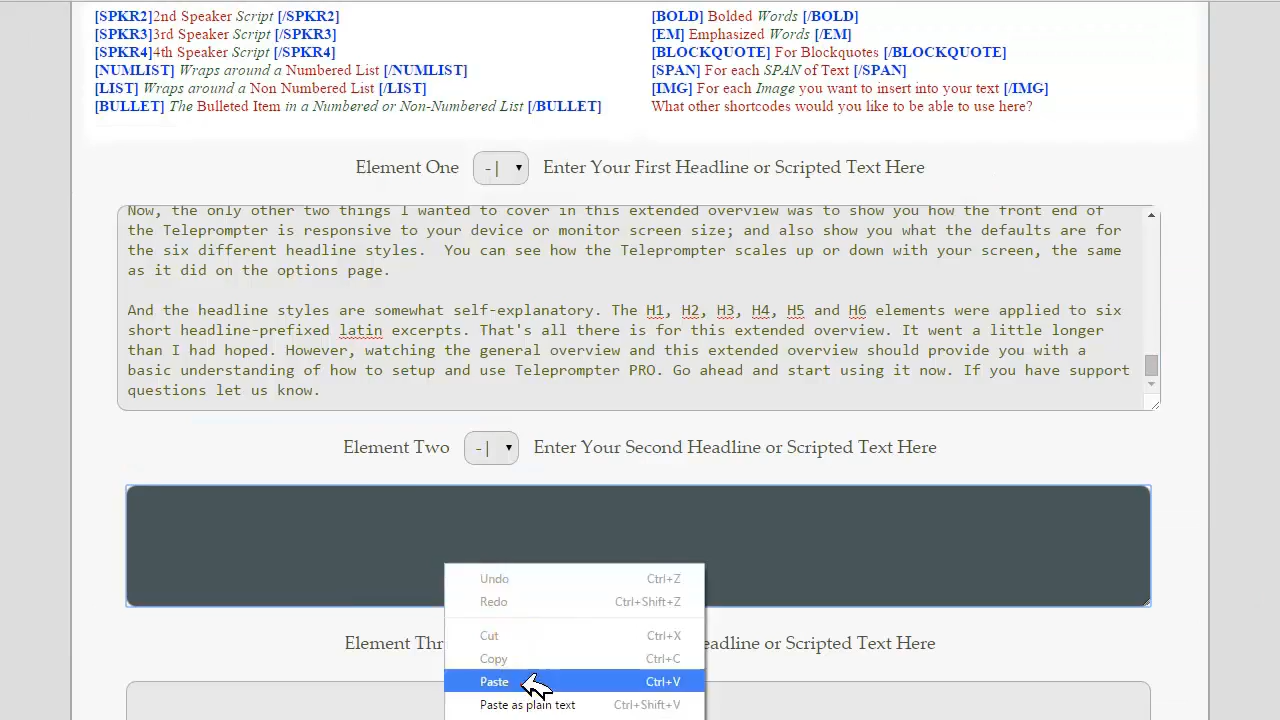 [SPKR2]2nd Speaker Script [/SPKR2]
[SPKR3]3rd Speaker Script [/SPKR3]
[SPKR4]4th Speaker Script [/SPKR4]
[NUMLIST] Wraps around a Numbered List [/NUMLIST]
[LIST] Wraps around a Non Numbered List [/LIST]
[BULLET] The Bulleted Item in a Numbered or Non-Numbered List [/BULLET]
[BOLD] Bolded Words [/BOLD]
[EM] Emphasized Words [/EM]
[BLOCKQUOTE] For Blockquotes [/BLOCKQUOTE]
[SPAN] For each SPAN of Text [/SPAN]
[IMG] For each Image you want to insert into your text [/IMG]
What other shortcodes would you like to be able to use here?
Element One -| Enter Your First Headline or Scripted Text Here
Now, the only other two things I wanted to cover in this extended overview was to show you how the front end of
the Teleprompter is responsive to your device or monitor screen size; and also show you what the defaults are for
the six different headline styles.  You can see how the Teleprompter scales up or down with your screen, the same
as it did on the options page.
And the headline styles are somewhat self-explanatory. The H1, H2, H3, H4, H5 and H6 elements were applied to six
short headline-prefixed latin excerpts. That's all there is for this extended overview. It went a little longer
than I had hoped. However, watching the general overview and this extended overview should provide you with a
basic understanding of how to setup and use Teleprompter PRO. Go ahead and start using it now. If you have support
questions let us know.
Element Two -| Enter Your Second Headline or Scripted Text Here
Undo Ctrl+Z
Redo Ctrl+Shift+Z
Cut Ctrl+X
Element Thr eadline or Scripted Text Here
Copy Ctrl+C
Paste Ctrl+V
Paste as plain text Ctrl+Shift+V